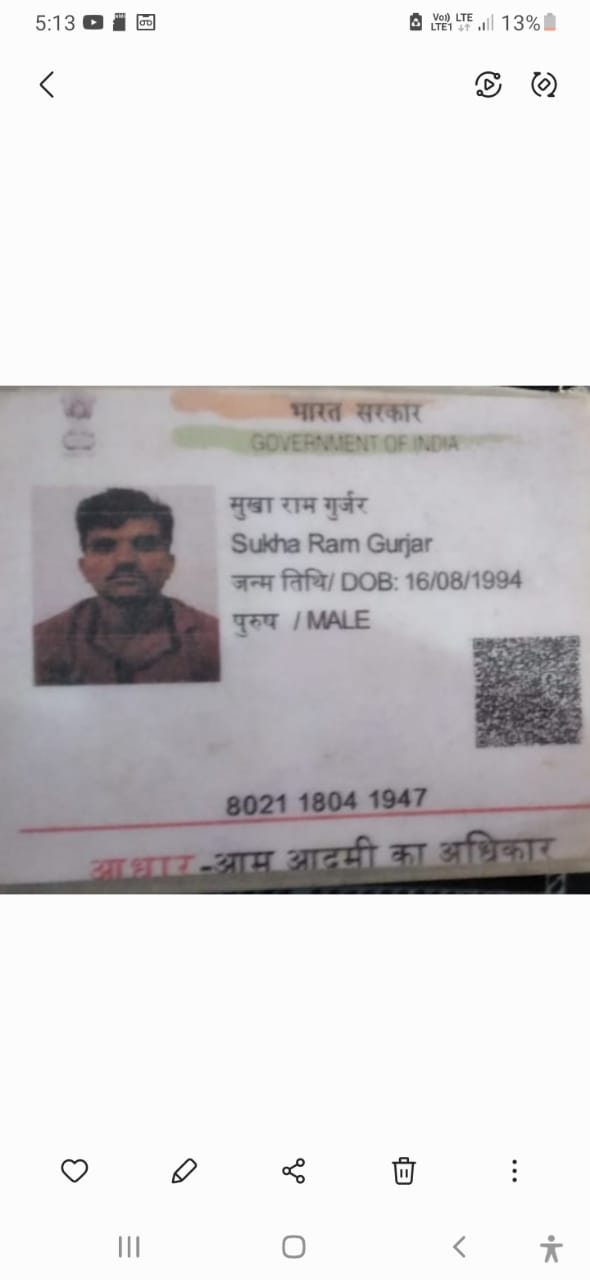 5:13
Vo)) LTE
LTE1
13%
भारत सरकार
GOVERNMENT OF INDIA
सुखा राम गुर्जर
Sukha Ram Gurjar
जन्म तिथि/ DOB: 16/08/1994
पुरुष / MALE
8021 1804 1947
आधार-आम आदमी का अधिकार